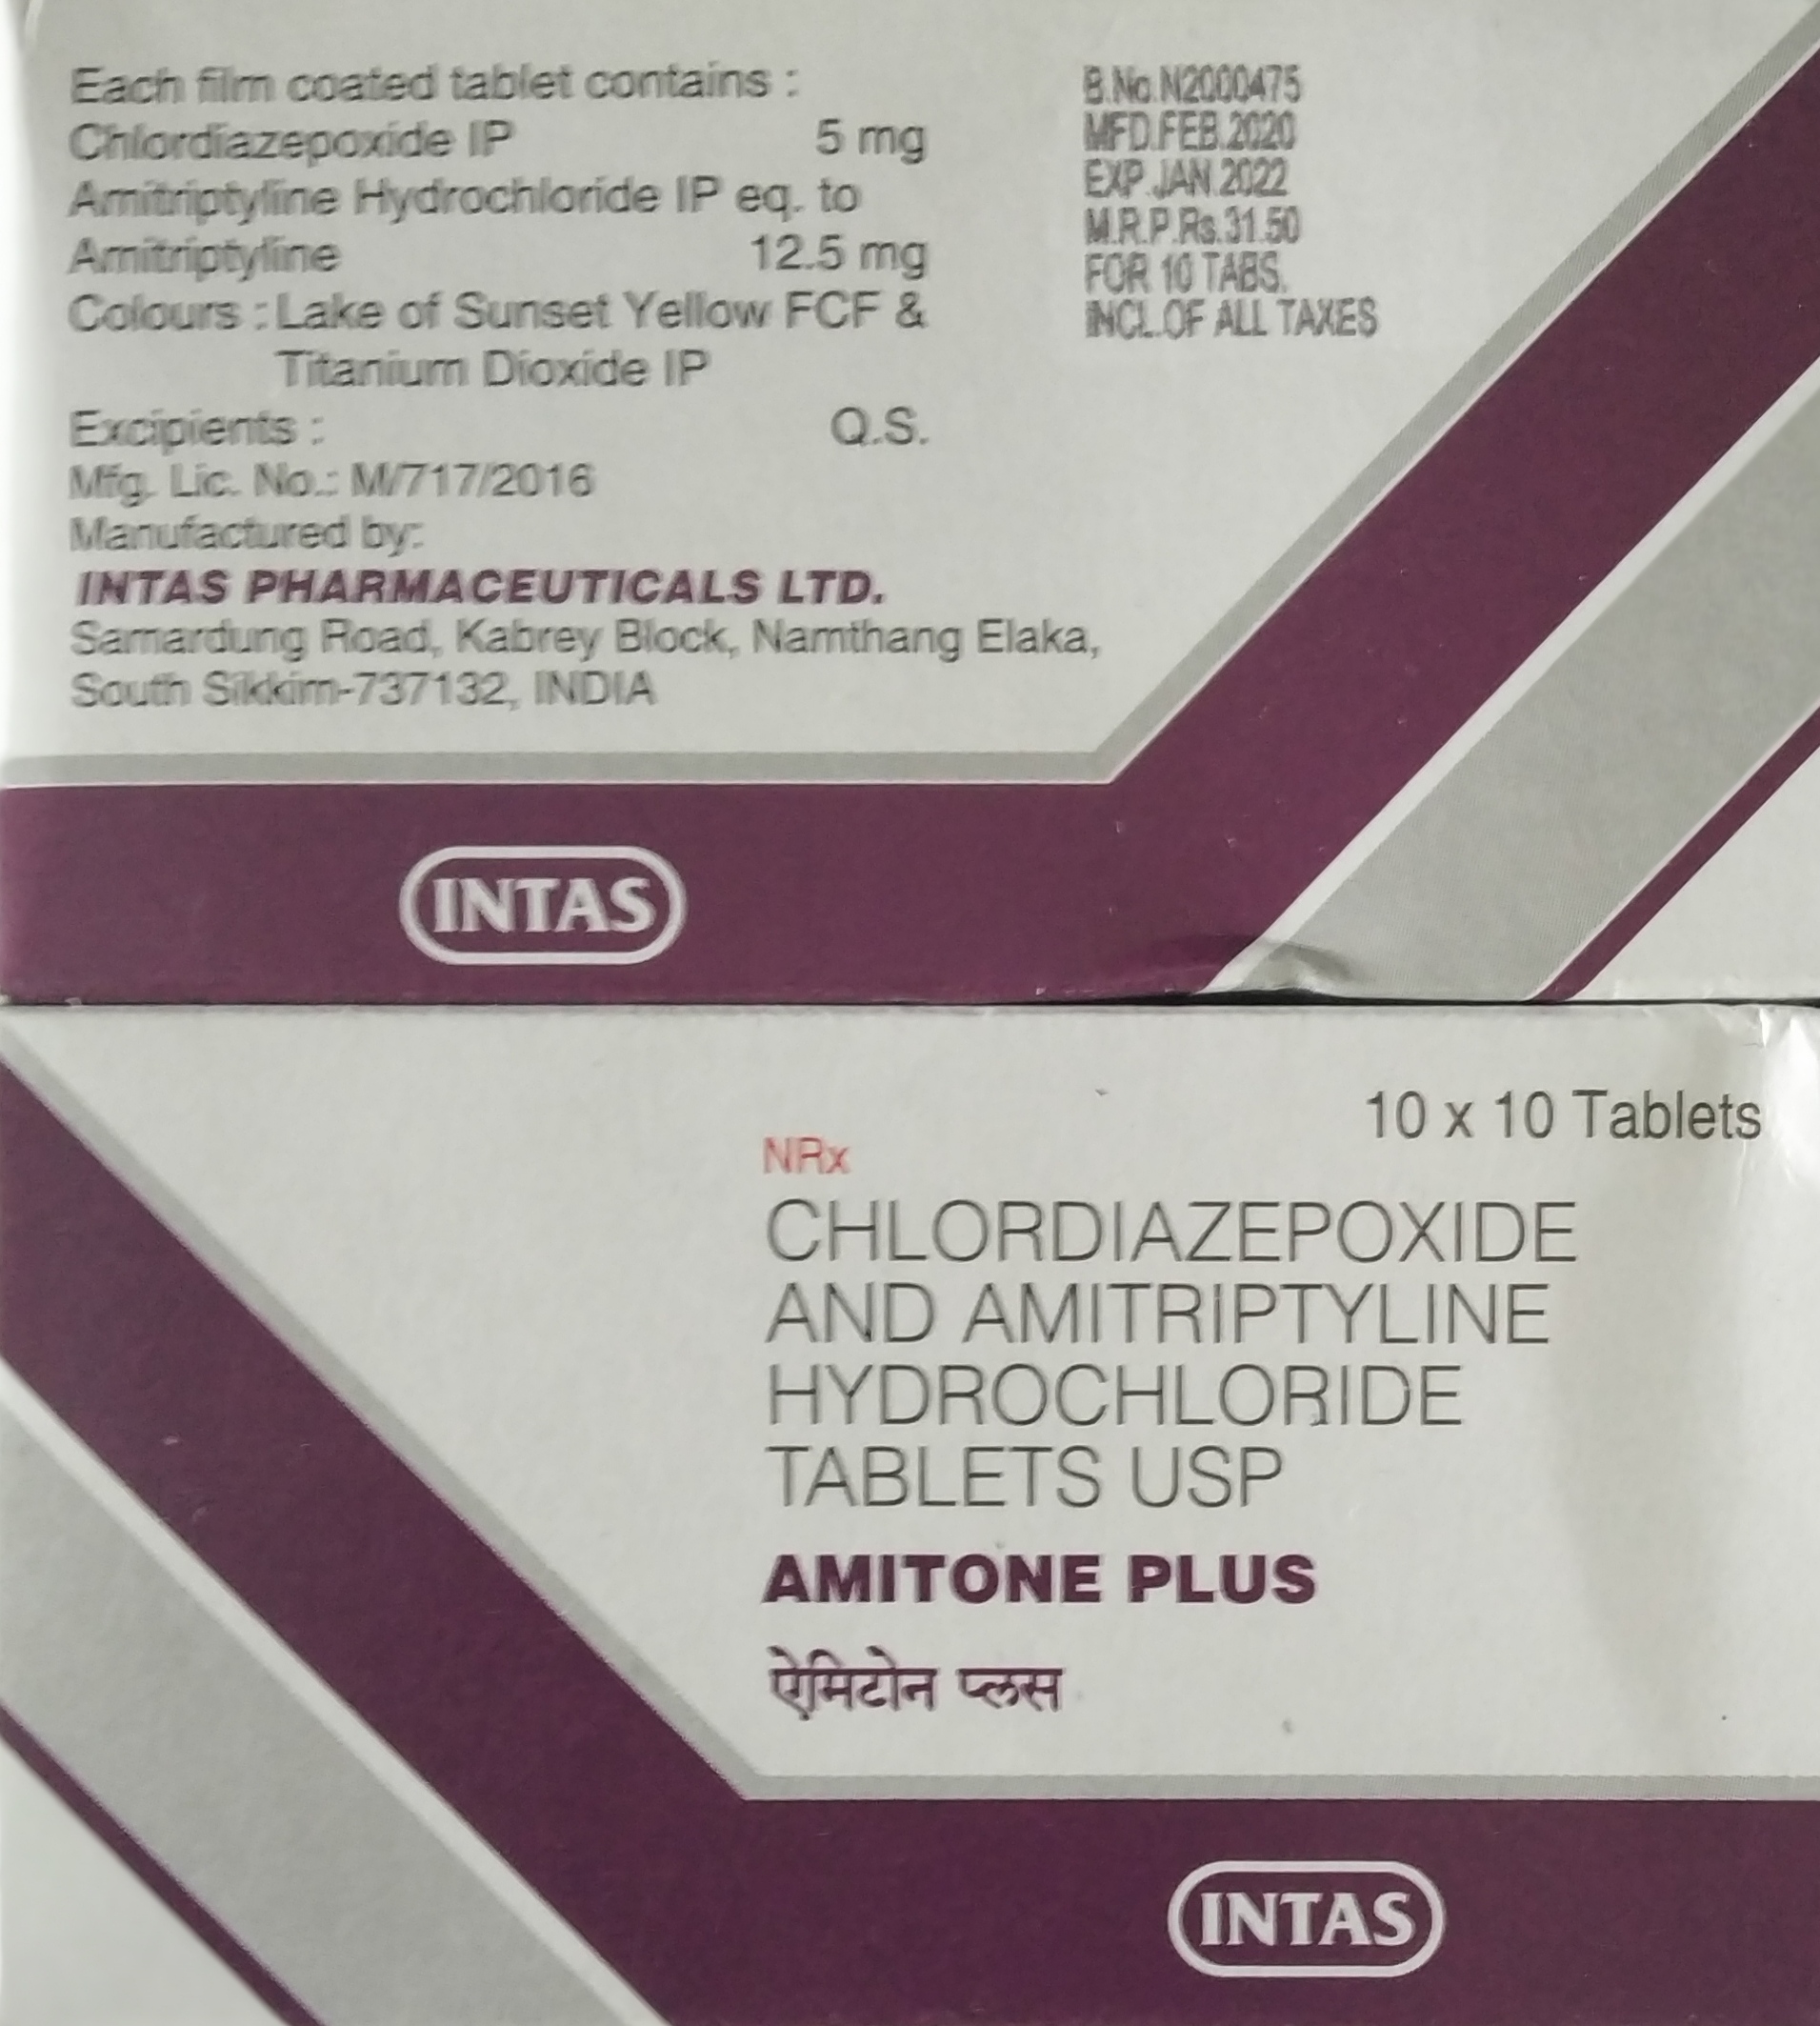 Each film coated tablet contains :
Chlordiazepoxide IP 5 mg
Amitriptyline Hydrochloride IP eq. to
Amitriptyline 12.5 mg
Colours : Lake of Sunset Yellow FCF &
Titanium Dioxide IP
Excipients : Q.S.
Mfg. Lic. No.: M/717/2016
Manufactured by:
INTAS PHARMACEUTICALS LTD.
Samardung Road, Kabrey Block, Namthang Elaka,
South Sikkim-737132, INDIA
B.No.N2000475
MFD.FEB.2020
EXP.JAN.2022
M.R.P.Rs.31.50
FOR 10 TABS.
INCL.OF ALL TAXES
INTAS
10 x 10 Tablets
NRx
CHLORDIAZEPOXIDE
AND AMITRIPTYLINE
HYDROCHLORIDE
TABLETS USP
AMITONE PLUS
ऐमिटोन प्लस
INTAS